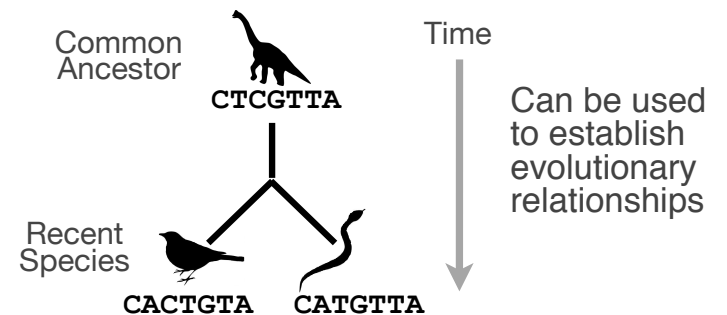 Common
Ancestor
CTCGTTA
Time
Can be used
to establish
evolutionary
relationships
Recent
Species
CACTGTA
CATGTTA